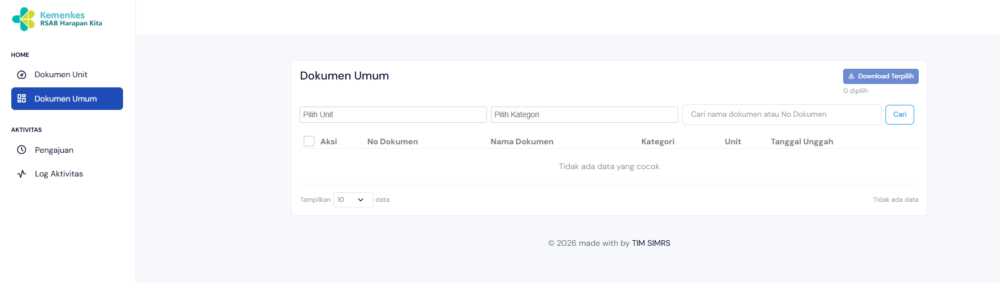 Kemenkes
RSAB Harapan Kita
HOME
Dokumen Unit
Dokumen Umum
AKTIVITAS
Pengajuan
Log Aktivitas
Dokumen Umum
Download Terpilih
0 dipilih
Pilih Unit
Pilih Kategori
Cari nama dokumen atau No Dokumen
Cari
Aksi No Dokumen Nama Dokumen Kategori Unit Tanggal Unggah
Tidak ada data yang cocok
Tampilkan 10 data
Tidak ada data
© 2026 made with by TIM SIMRS